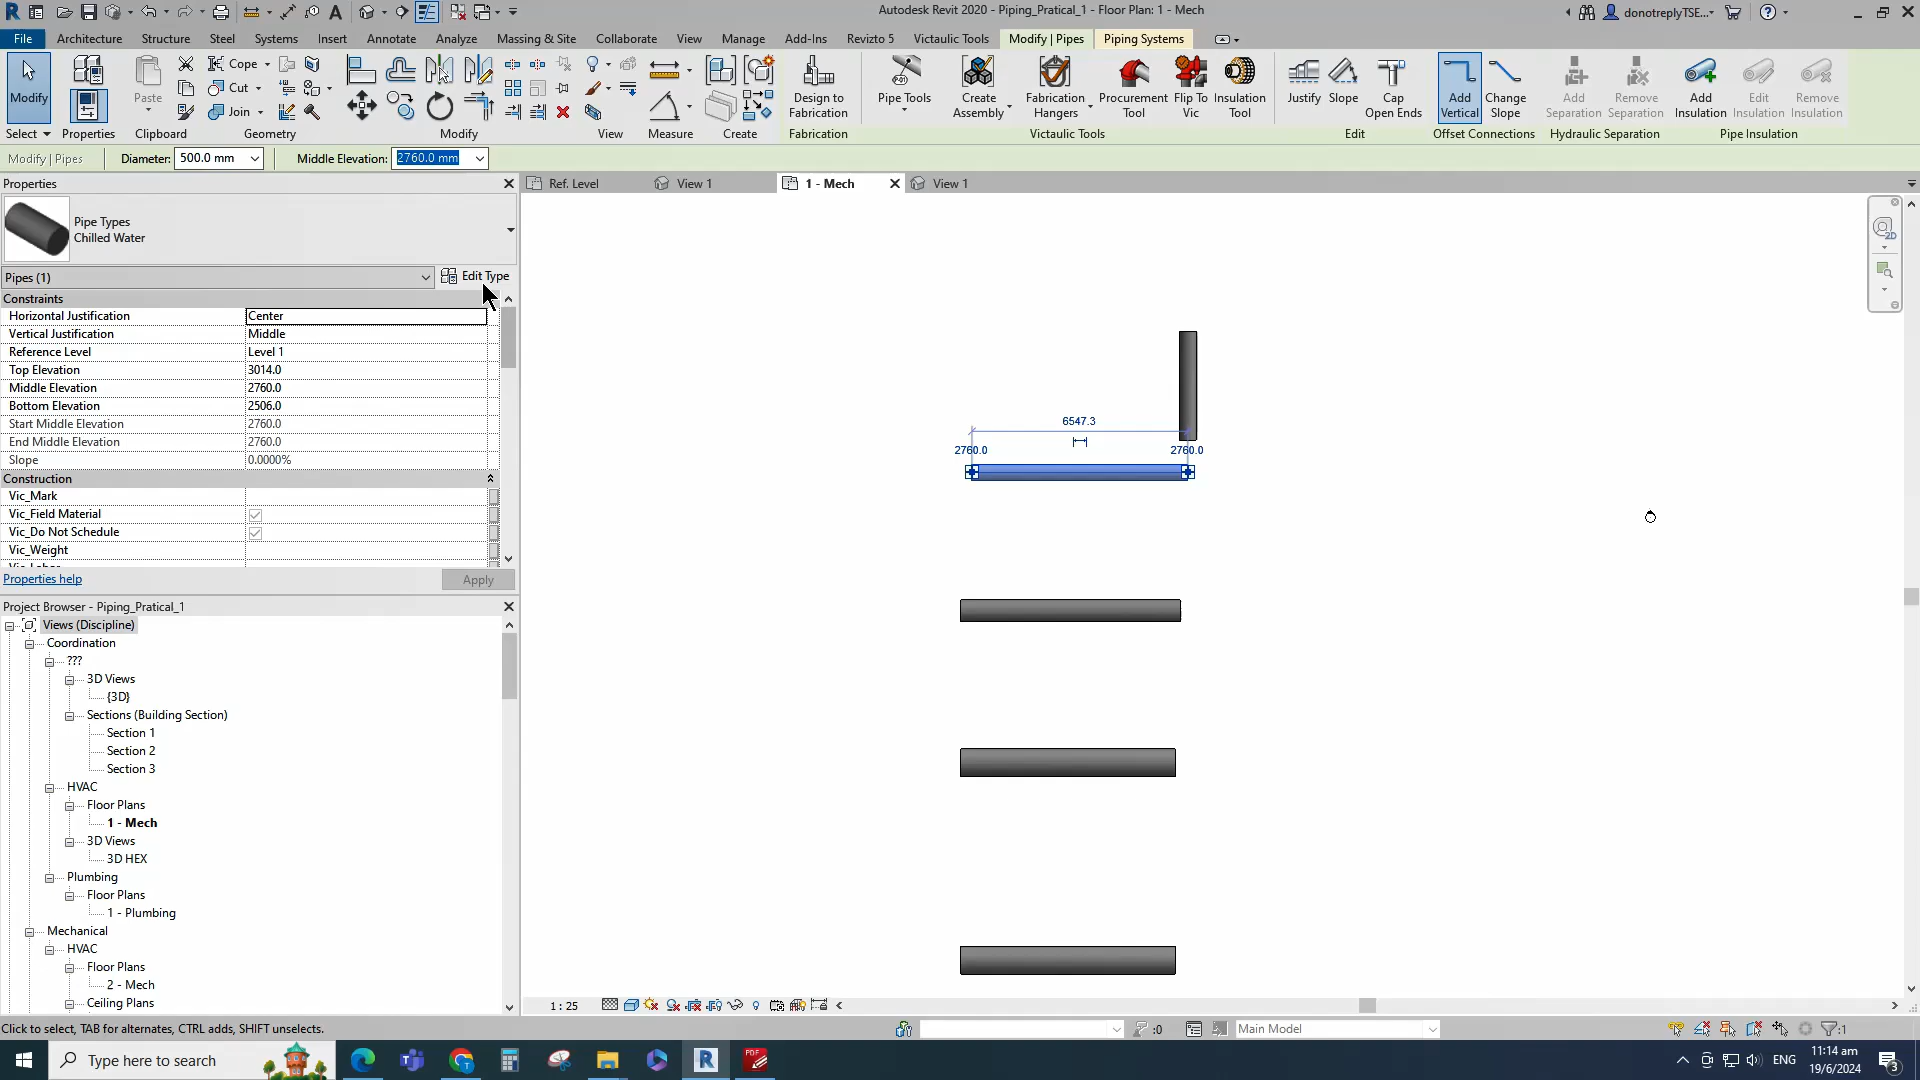 Autodesk Revit 2020 - Piping_Pratical_1 - Floor Plan: 1 - Mech
donotreplyTSE...
File Architecture Structure Steel Systems Insert Annotate Analyze Massing & Site Collaborate View Manage Add-Ins Revizto 5 Victaulic Tools Modify | Pipes Piping Systems
Modify
Paste
Cope
Cut
Join
Design to Fabrication
Pipe Tools
Create Assembly
Fabrication Hangers
Procurement Tool
Flip To Vic
Insulation Tool
Justify
Slope
Cap Open Ends
Add Vertical
Change Slope
Add Separation
Remove Separation
Add Insulation
Edit Insulation
Remove Insulation
Select Properties Clipboard Geometry Modify View Measure Create Fabrication Victaulic Tools Edit Offset Connections Hydraulic Separation Pipe Insulation
Modify | Pipes Diameter: 500.0 mm Middle Elevation: 2760.0 mm
Properties
Ref. Level View 1 1 - Mech View 1
Pipe Types
Chilled Water
Pipes (1) Edit Type
Constraints
Horizontal Justification Center
Vertical Justification Middle
Reference Level Level 1
Top Elevation 3014.0
Middle Elevation 2760.0
Bottom Elevation 2506.0
Start Middle Elevation 2760.0
End Middle Elevation 2760.0
Slope 0.0000%
Construction
Vic_Mark
Vic_Field Material
Vic_Do Not Schedule
Vic_Weight
Properties help Apply
6547.3
2760.0 2760.0
Project Browser - Piping_Pratical_1
Views (Discipline)
Coordination
???
3D Views
{3D}
Sections (Building Section)
Section 1
Section 2
Section 3
HVAC
Floor Plans
1 - Mech
3D Views
3D HEX
Plumbing
Floor Plans
1 - Plumbing
Mechanical
HVAC
Floor Plans
2 - Mech
Ceiling Plans
1 : 25
Click to select, TAB for alternates, CTRL adds, SHIFT unselects.
:0
Main Model
:1
Type here to search
ENG
11:14 am
19/6/2024
3